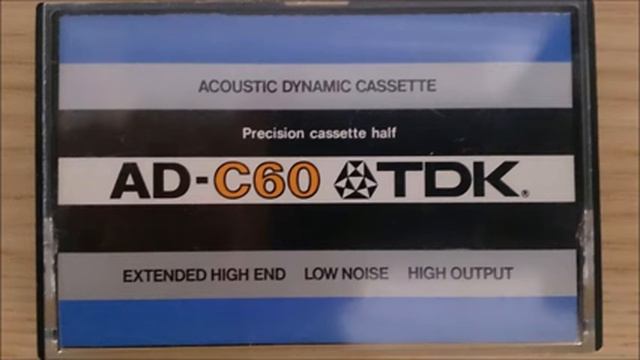 ACOUSTIC DYNAMIC CASSETTE
Precision cassette half
AD-C60 TDK®
EXTENDED HIGH END LOW NOISE HIGH OUTPUT